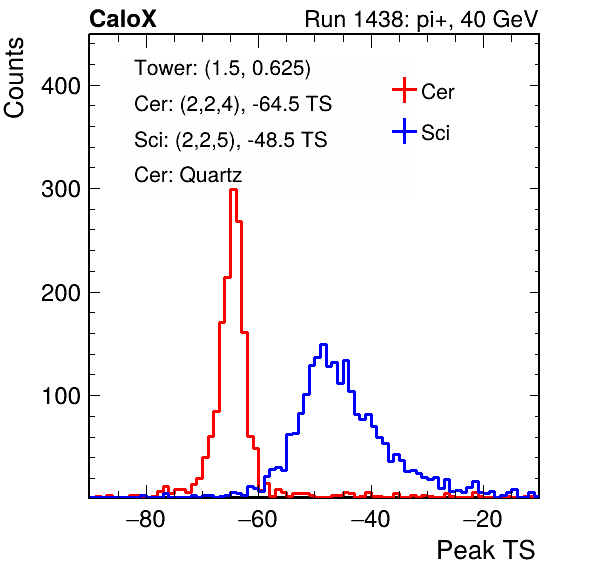 CaloX Run 1438: pi+, 40 GeV
Counts
Tower: (1.5, 0.625)
Cer: (2,2,4), -64.5 TS
Sci: (2,2,5), -48.5 TS
Cer: Quartz
Cer
Sci
400
300
200
100
−80 −60 −40 −20
Peak TS